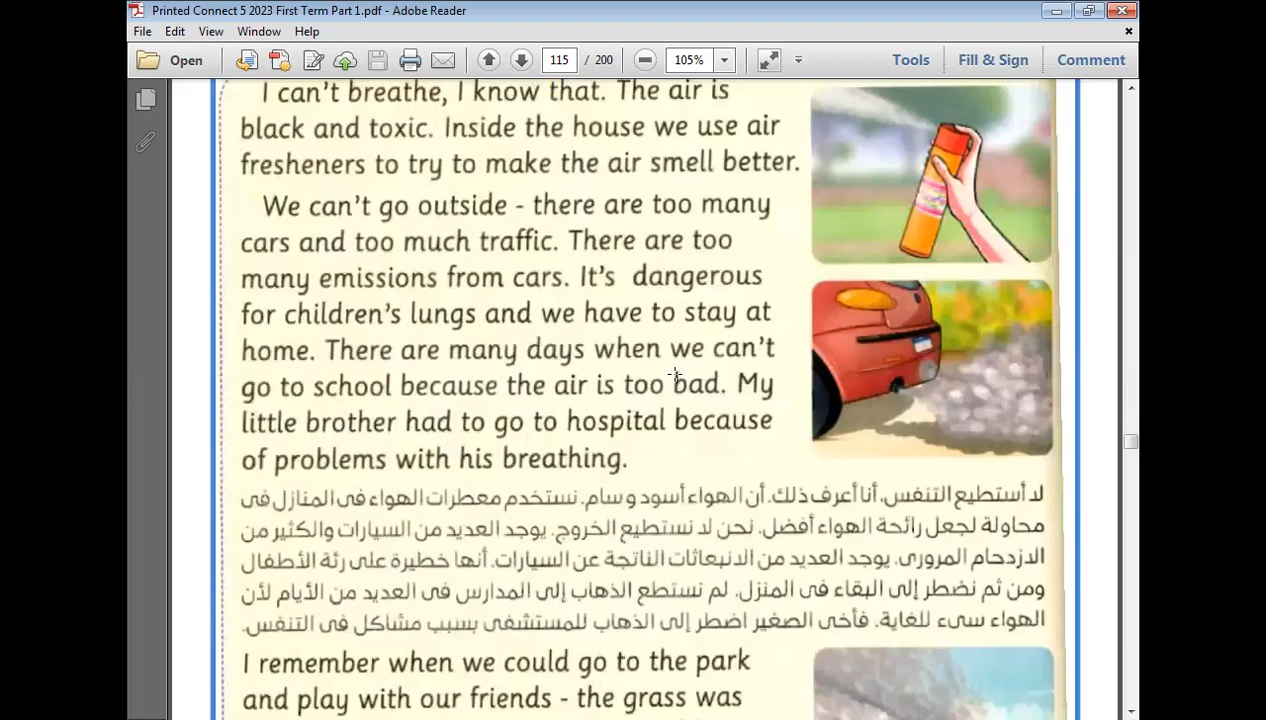 Printed Connect 5 2023 First Term Part 1.pdf - Adobe Reader
File Edit View Window Help
Open 115 / 200 105% Tools Fill & Sign Comment
I can't breathe, I know that. The air is
black and toxic. Inside the house we use air
fresheners to try to make the air smell better.
We can't go outside - there are too many
cars and too much traffic. There are too
many emissions from cars. It's dangerous
for children's lungs and we have to stay at
home. There are many days when we can't
go to school because the air is too bad. My
little brother had to go to hospital because
of problems with his breathing.
لا أستطيع التنفس، أنا أعرف ذلك. أن الهواء أسود و سام. نستخدم معطرات الهواء فى المنازل فى
محاولة لجعل رائحة الهواء أفضل. نحن لا نستطيع الخروج. يوجد العديد من السيارات والكثير من
الازدحام المرورى. يوجد العديد من الانبعاثات الناتجة عن السيارات. أنها خطيرة على رئة الأطفال
ومن ثم نضطر إلى البقاء فى المنزل. لم نستطع الذهاب إلى المدارس فى العديد من الأيام لأن
الهواء سىء للغاية. فأخى الصغير اضطر إلى الذهاب للمستشفى بسبب مشاكل فى التنفس.
I remember when we could go to the park
and play with our friends - the grass was